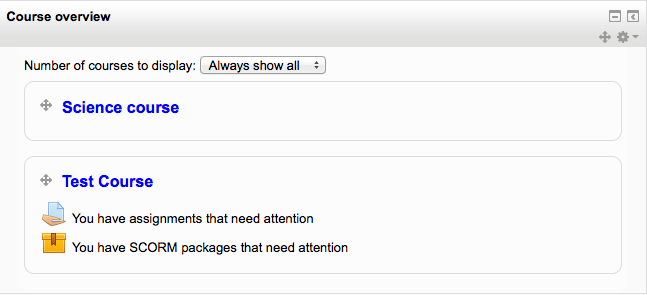 Course overview
Number of courses to display: Always show all
Science course
Test Course
You have assignments that need attention
You have SCORM packages that need attention